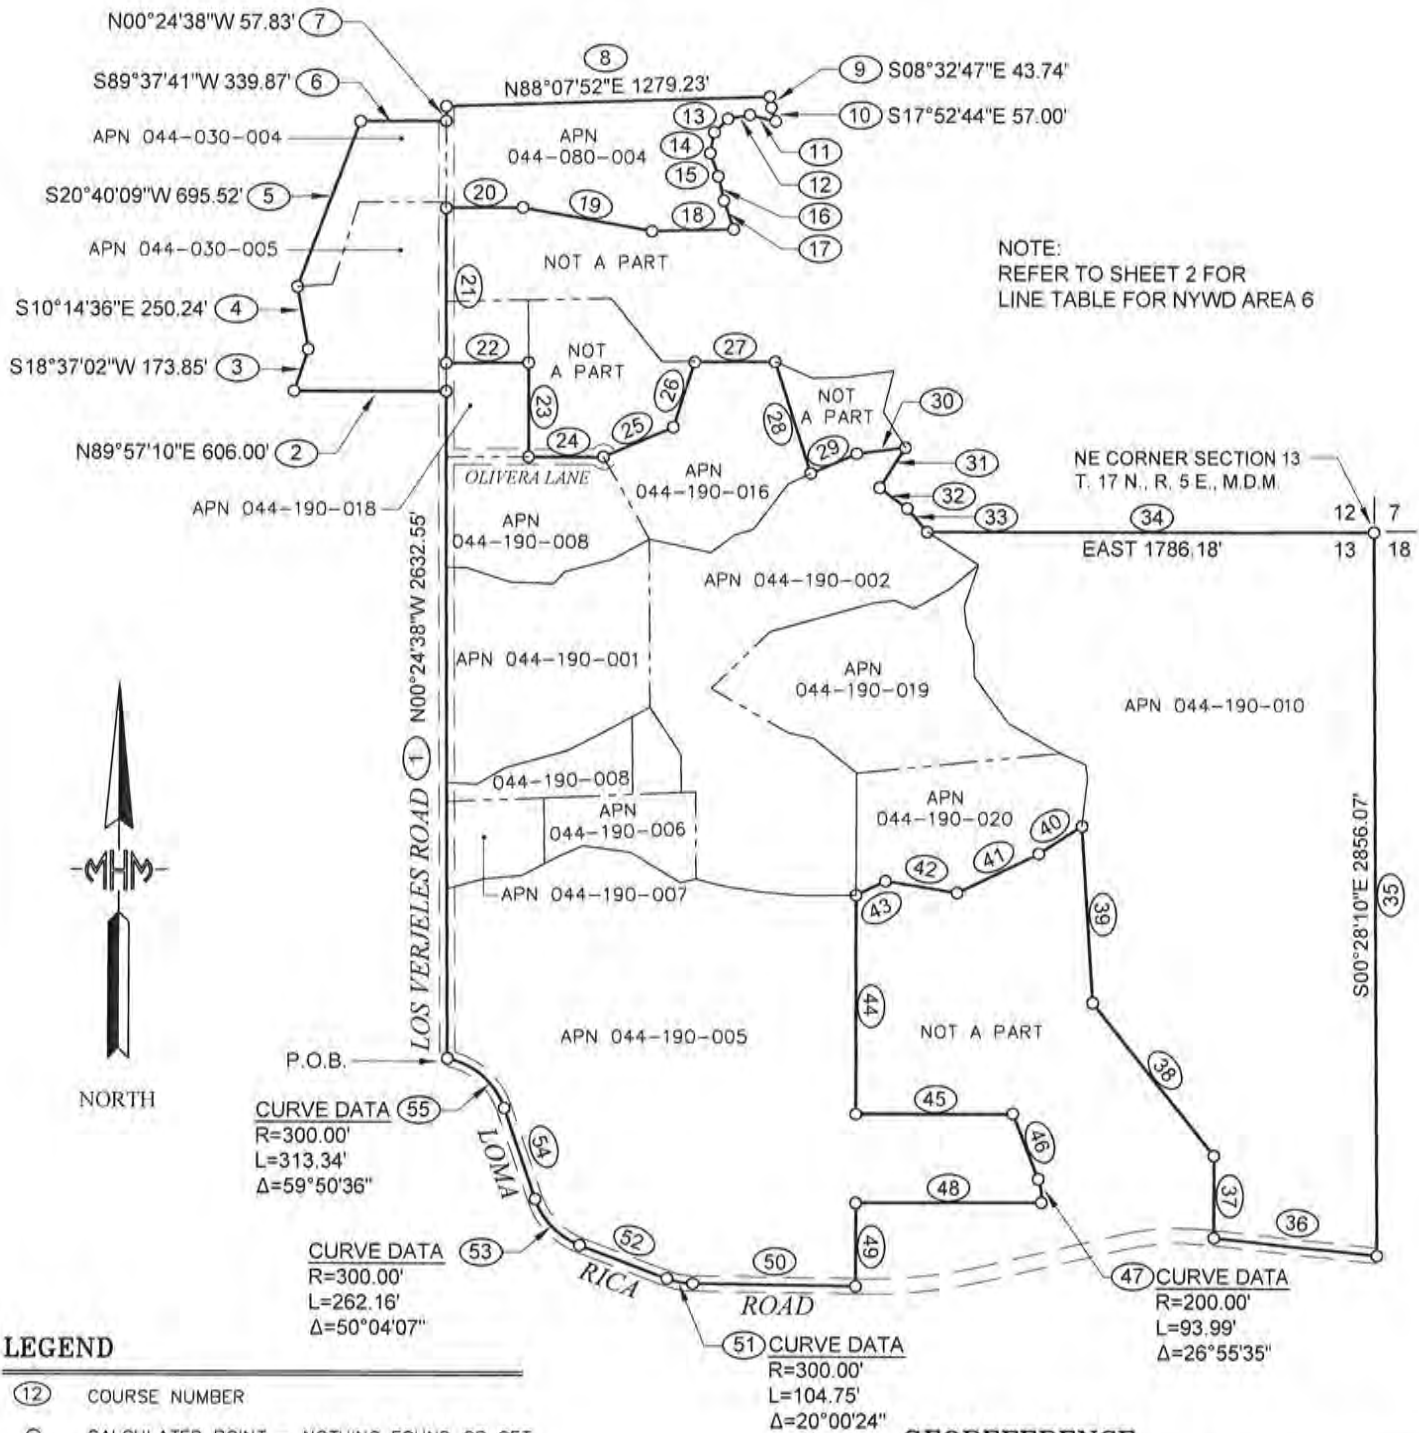 N00°24'38"W 57.83' 7
8
N88°07'52"E 1279.23'
9 S08°32'47"E 43.74'
S89°37'41"W 339.87' 6
10 S17°52'44"E 57.00'
APN 044-030-004
APN
044-080-004
13
14
15
11
12
16
17
S20°40'09"W 695.52' 5
20
19
18
APN 044-030-005
NOT A PART
NOTE:
REFER TO SHEET 2 FOR
LINE TABLE FOR NYWD AREA 6
21
S10°14'36"E 250.24' 4
S18°37'02"W 173.85' 3
22
NOT
A PART
27
26
23
25
24
28
NOT
A PART
30
29
N89°57'10"E 606.00' 2
31
32
33
OLIVERA LANE
APN
044-190-016
NE CORNER SECTION 13
T. 17 N., R. 5 E., M.D.M.
APN 044-190-018
APN
044-190-008
34
EAST 1786.18'
12 7
13 18
APN 044-190-002
N00°24'38"W 2632.55'
1
LOS VERJELES ROAD
APN 044-190-001
APN
044-190-019
APN 044-190-010
044-190-008
APN
044-190-006
APN
044-190-020
40
41
42
43
APN 044-190-007
S00°28'10"E 2856.07'
35
39
MHM
NORTH
44
NOT A PART
APN 044-190-005
38
P.O.B.
CURVE DATA 55
R=300.00'
L=313.34'
Δ=59°50'36"
LOMA
54
45
46
48
37
49
36
CURVE DATA 53
R=300.00'
L=262.16'
Δ=50°04'07"
52
RICA
50
ROAD
47 CURVE DATA
R=200.00'
L=93.99'
Δ=26°55'35"
51 CURVE DATA
R=300.00'
L=104.75'
Δ=20°00'24"
LEGEND
12 COURSE NUMBER